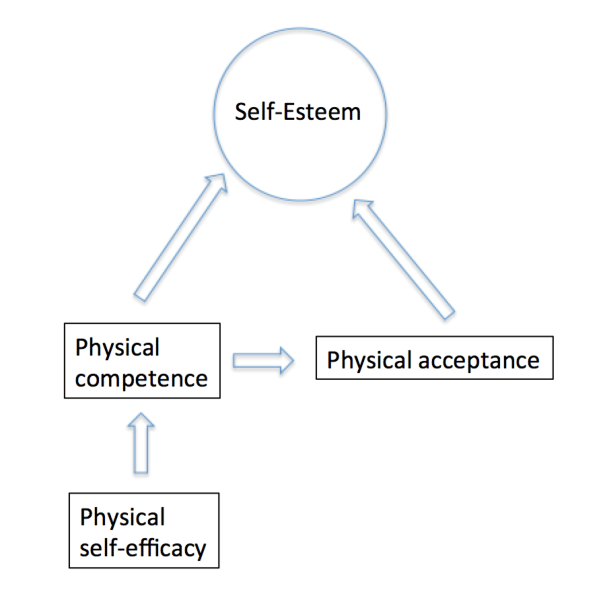 Self-Esteem
Physical
competence
Physical acceptance
Physical
self-efficacy